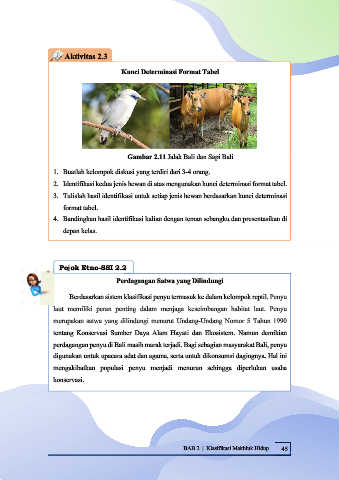 Aktivitas 2.3
Kunci Determinasi Format Tabel
Gambar 2.11 Jalak Bali dan Sapi Bali
1. Buatlah kelompok diskusi yang terdiri dari 3-4 orang.
2. Identifikasi kedua jenis hewan di atas mengunakan kunci determinasi format tabel.
3. Tulislah hasil identifikasi untuk setiap jenis hewan berdasarkan kunci determinasi
format tabel.
4. Bandingkan hasil identifikasi kalian dengan teman sebangku dan presentasikan di
depan kelas.
Pojok Etno-SSI 2.2
Perdagangan Satwa yang Dilindungi
Berdasarkan sistem klasifikasi penyu termasuk ke dalam kelompok reptil. Penyu
laut memiliki peran penting dalam menjaga keseimbangan habitat laut. Penyu
merupakan satwa yang dilindungi menurut Undang-Undang Nomor 5 Tahun 1990
tentang Konservasi Sumber Daya Alam Hayati dan Ekosistem. Namun demikian
perdagangan penyu di Bali masih marak terjadi. Bagi sebagian masyarakat Bali, penyu
digunakan untuk upacara adat dan agama, serta untuk dikonsumsi dagingnya. Hal ini
mengakibatkan populasi penyu menjadi menurun sehingga diperlukan usaha
konservasi.
BAB 2 | Klasifikasi Makhluk Hidup 45